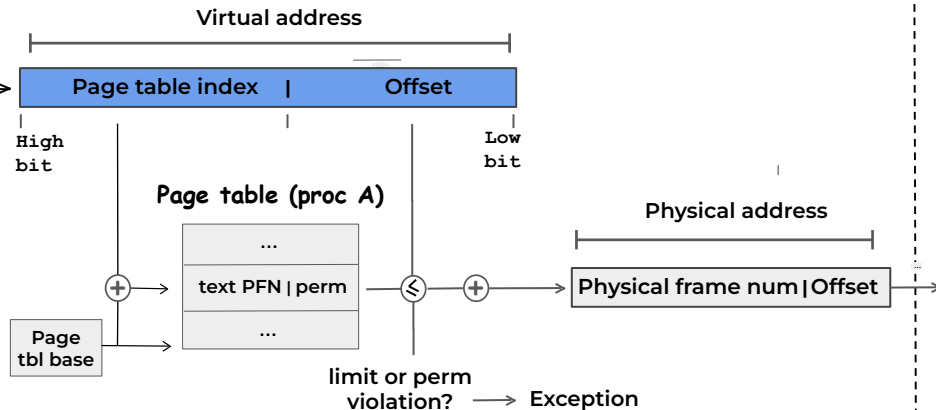 Virtual address
Page table index | Offset
High
bit
Low
bit
Page table (proc A)
Physical address
...
text PFN | perm
+
≤
+
Physical frame num | Offset
...
Page
tbl base
limit or perm
violation?
Exception